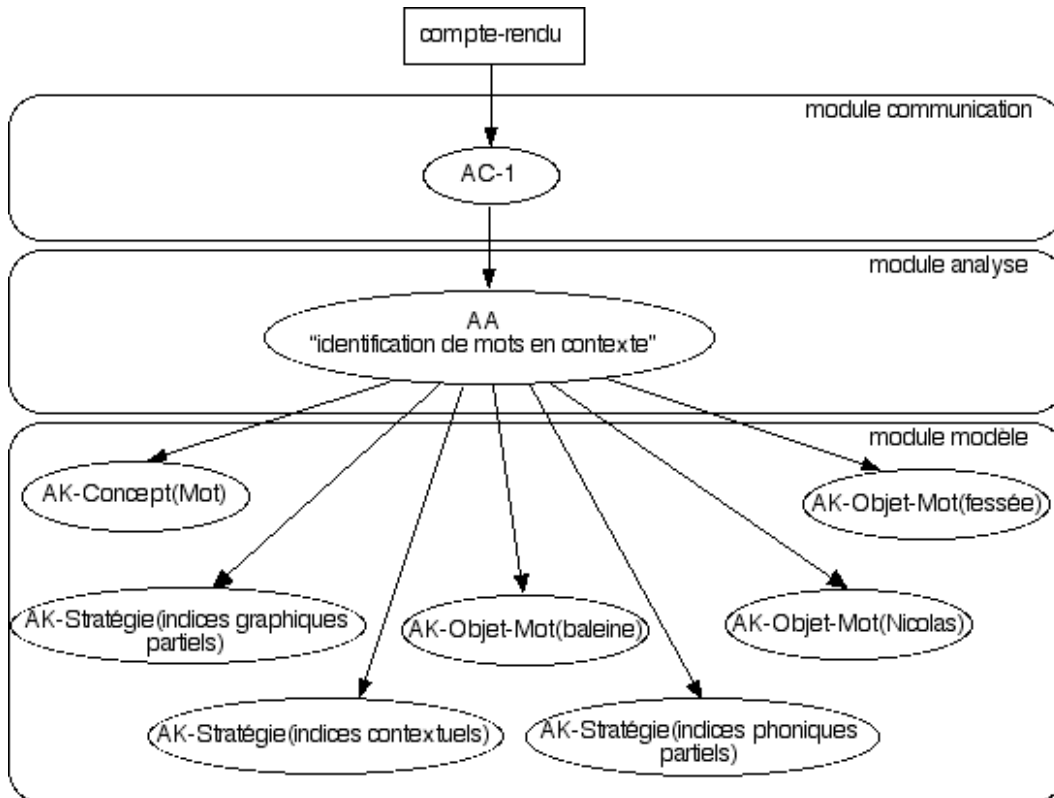 compte-rendu
module communication
AC-1
module analyse
AA
"identification de mots en contexte"
module modèle
AK-Concept(Mot)
AK-Objet-Mot(fessée)
AK-Stratégie(indices graphiques
partiels)
AK-Objet-Mot(baleine)
AK-Objet-Mot(Nicolas)
AK-Stratégie(indices contextuels)
AK-Stratégie(indices phoniques
partiels)